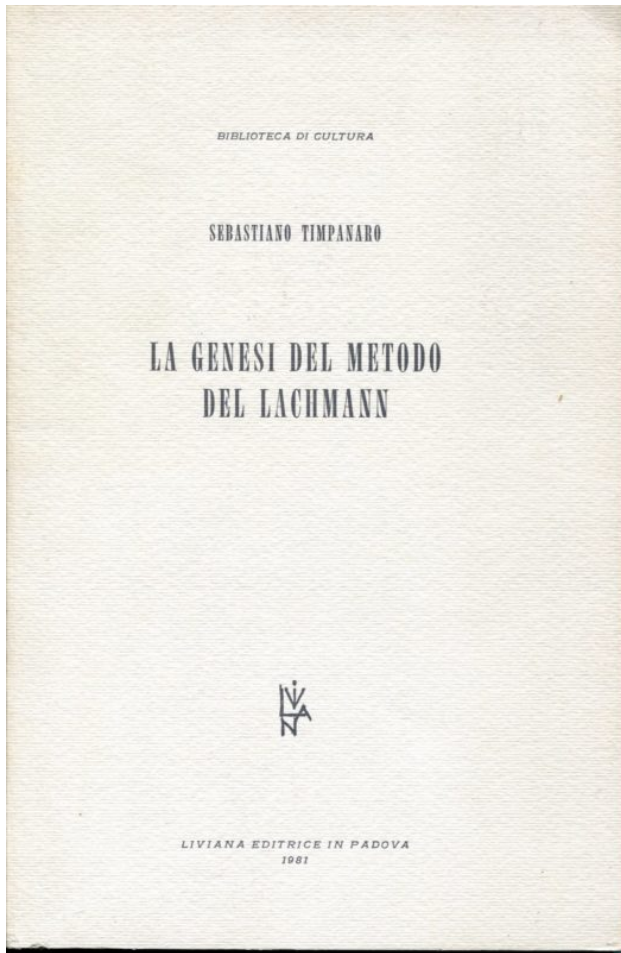 BIBLIOTECA DI CULTURA
SEBASTIANO TIMPANARO
LA GENESI DEL METODO
DEL LACHMANN
LIVIANA EDITRICE IN PADOVA
1981